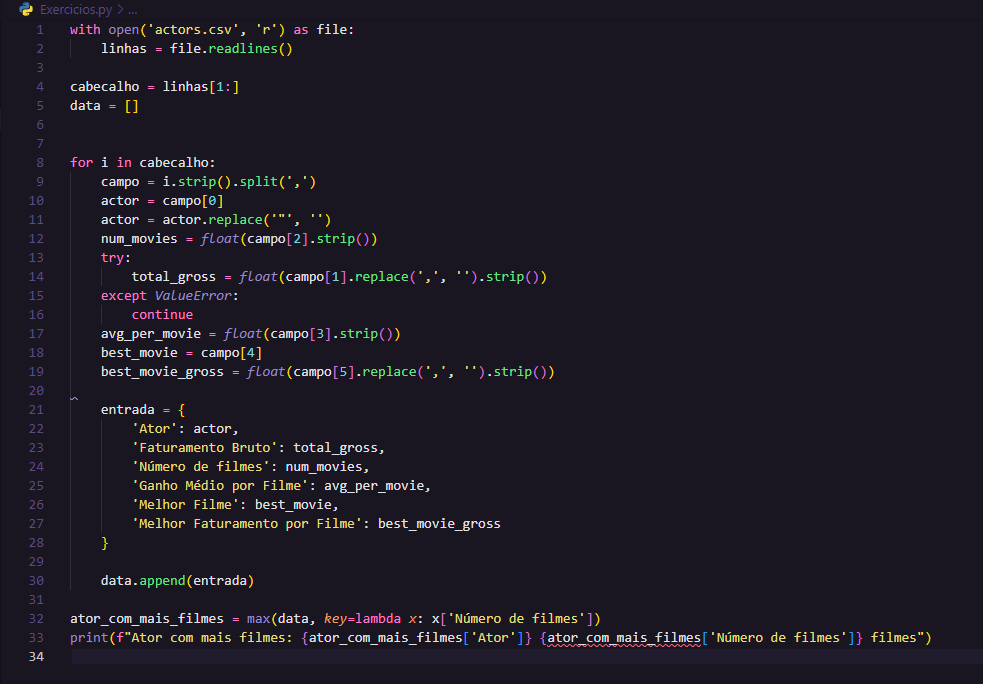 Exercicios.py > ...
1 with open('actors.csv', 'r') as file:
2     linhas = file.readlines()
3
4 cabecalho = linhas[1:]
5 data = []
6
7
8 for i in cabecalho:
9     campo = i.strip().split(',')
10     actor = campo[0]
11     actor = actor.replace('"', '')
12     num_movies = float(campo[2].strip())
13     try:
14         total_gross = float(campo[1].replace(',', '').strip())
15     except ValueError:
16         continue
17     avg_per_movie = float(campo[3].strip())
18     best_movie = campo[4]
19     best_movie_gross = float(campo[5].replace(',', '').strip())
20
21     entrada = {
22         'Ator': actor,
23         'Faturamento Bruto': total_gross,
24         'Número de filmes': num_movies,
25         'Ganho Médio por Filme': avg_per_movie,
26         'Melhor Filme': best_movie,
27         'Melhor Faturamento por Filme': best_movie_gross
28     }
29
30     data.append(entrada)
31
32 ator_com_mais_filmes = max(data, key=lambda x: x['Número de filmes'])
33 print(f"Ator com mais filmes: {ator_com_mais_filmes['Ator']} {ator_com_mais_filmes['Número de filmes']} filmes")
34